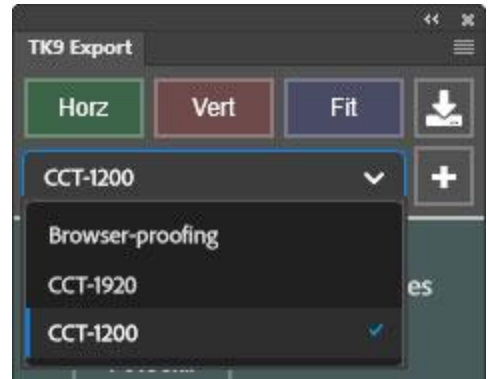 TK9 Export
Horz Vert Fit
CCT-1200
Browser-proofing
CCT-1920
es
CCT-1200